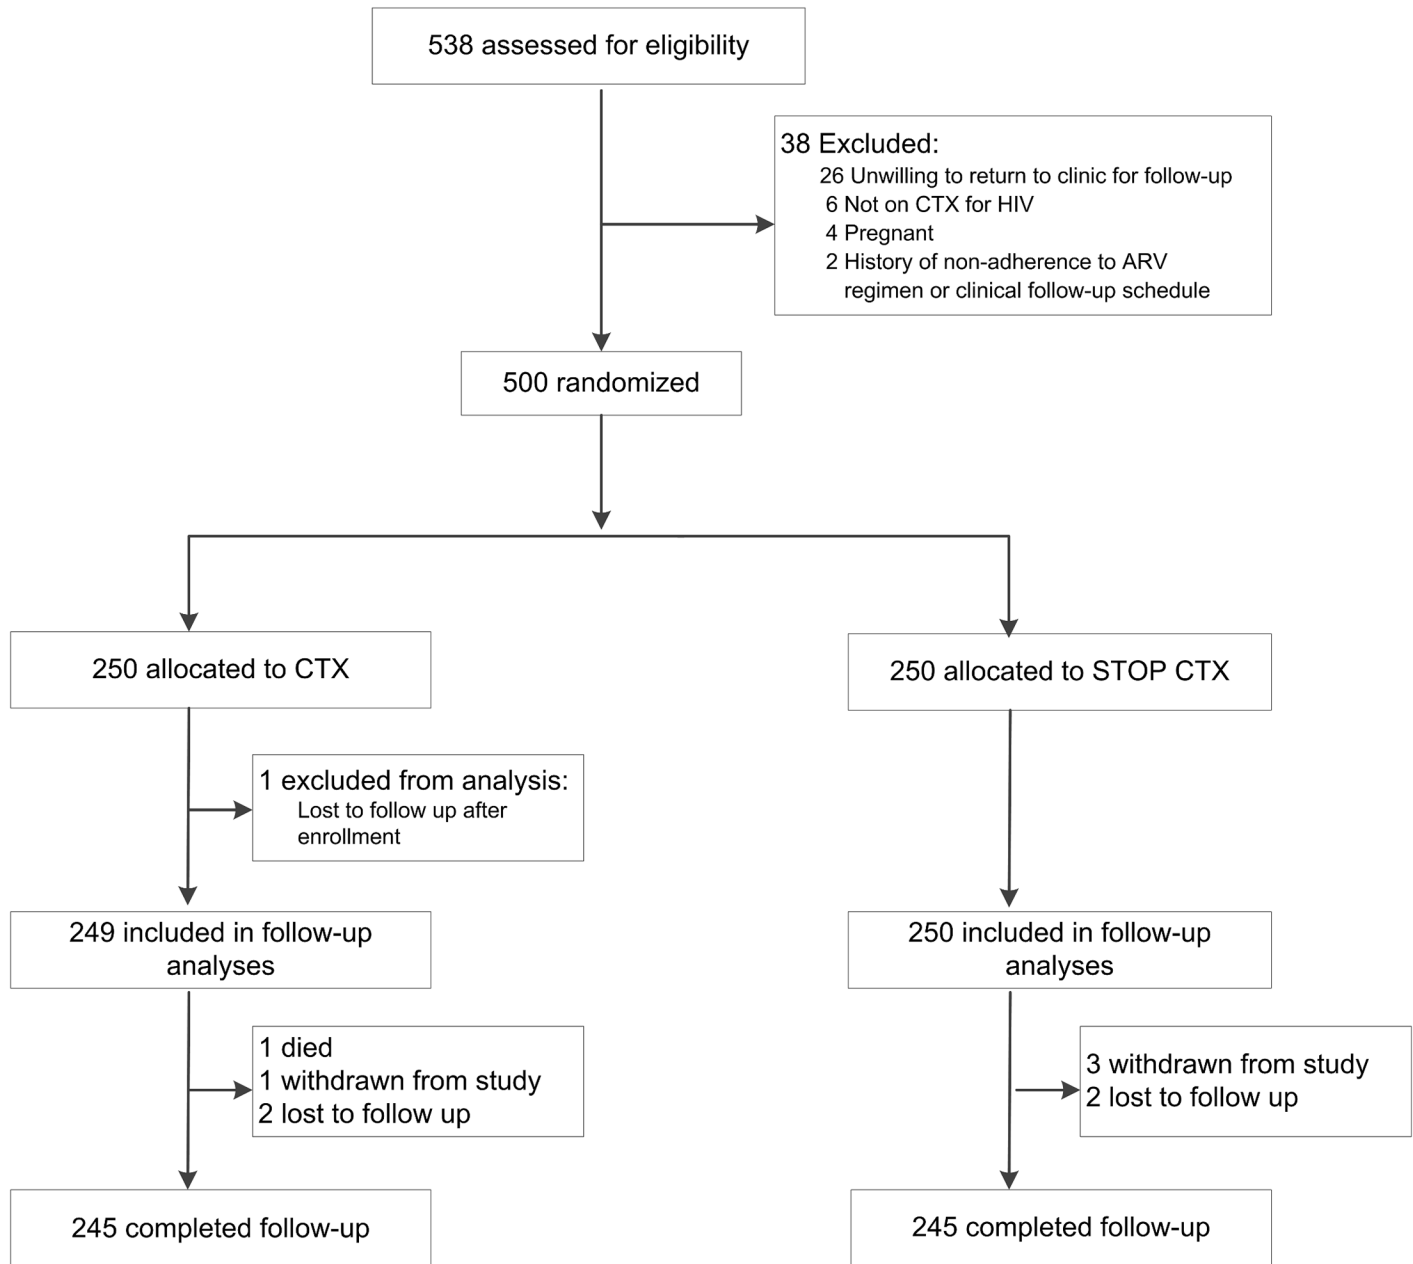 538 assessed for eligibility
38 Excluded:
26 Unwilling to return to clinic for follow-up
6 Not on CTX for HIV
4 Pregnant
2 History of non-adherence to ARV
regimen or clinical follow-up schedule
500 randomized
250 allocated to CTX
250 allocated to STOP CTX
1 excluded from analysis:
Lost to follow up after
enrollment
249 included in follow-up
analyses
250 included in follow-up
analyses
1 died
1 withdrawn from study
2 lost to follow up
3 withdrawn from study
2 lost to follow up
245 completed follow-up
245 completed follow-up